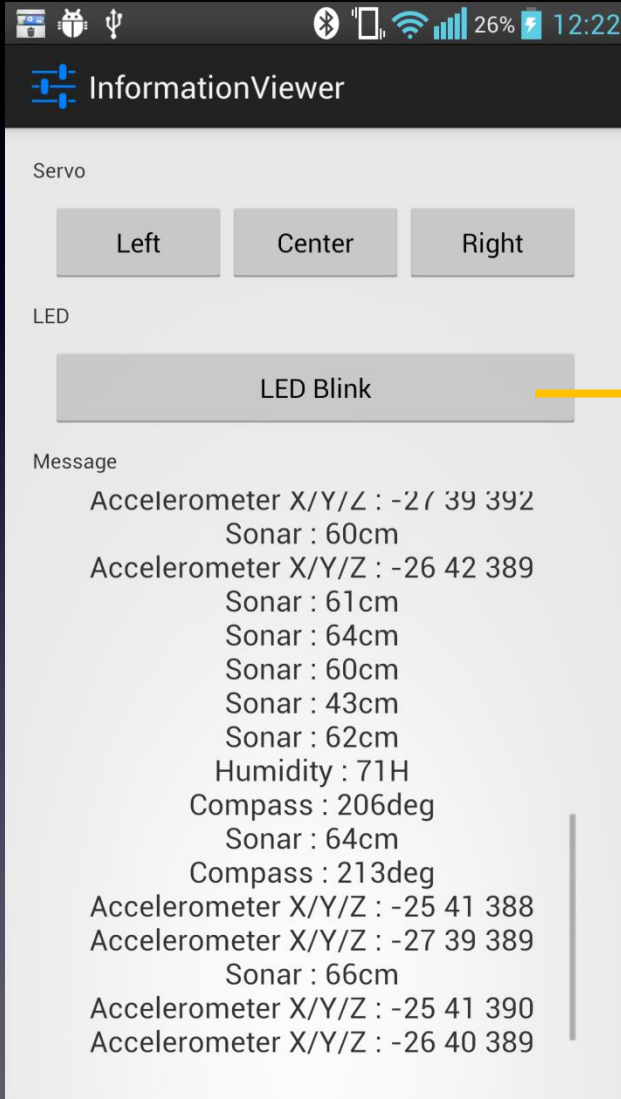 26% 12:22
InformationViewer
Servo
Left Center Right
LED
LED Blink
Message
Accelerometer X/Y/Z : -27 39 392
Sonar : 60cm
Accelerometer X/Y/Z : -26 42 389
Sonar : 61cm
Sonar : 64cm
Sonar : 60cm
Sonar : 43cm
Sonar : 62cm
Humidity : 71H
Compass : 206deg
Sonar : 64cm
Compass : 213deg
Accelerometer X/Y/Z : -25 41 388
Accelerometer X/Y/Z : -27 39 389
Sonar : 66cm
Accelerometer X/Y/Z : -25 41 390
Accelerometer X/Y/Z : -26 40 389